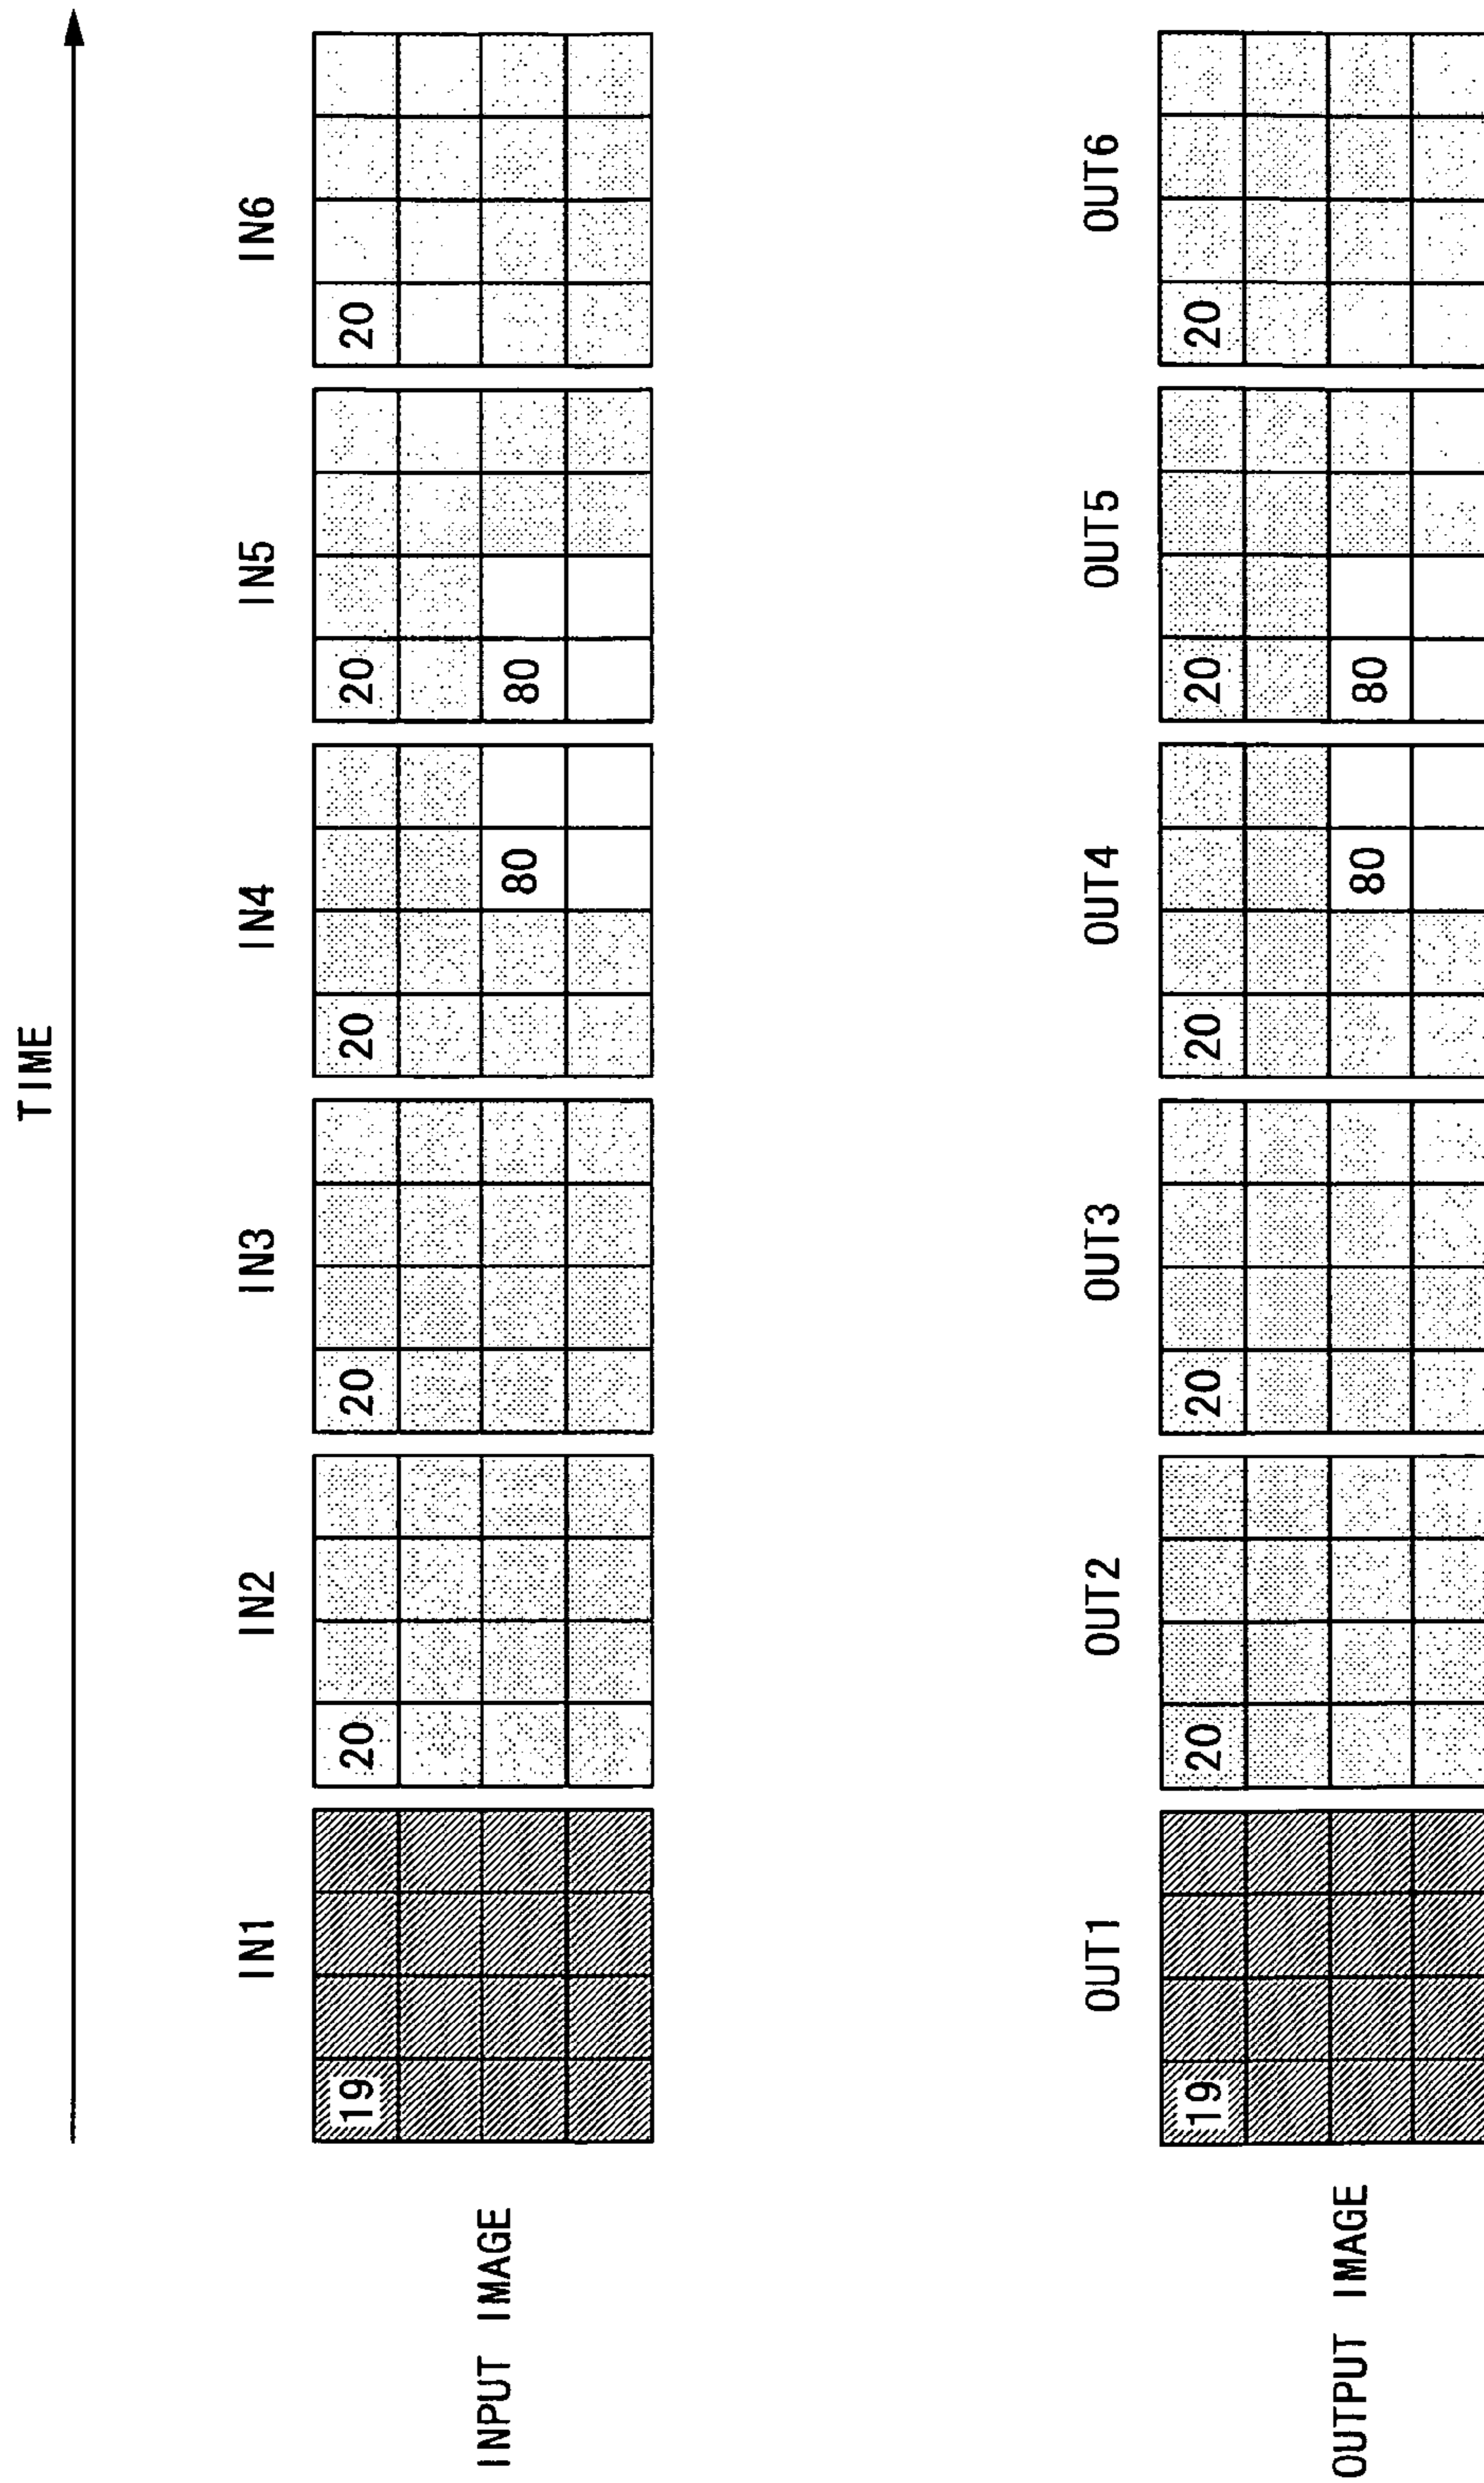 TIME
IN1 IN2 IN3 IN4 IN5 IN6
INPUT IMAGE
19 20 20 20 20 20
80 80
OUT1 OUT2 OUT3 OUT4 OUT5 OUT6
OUTPUT IMAGE
19 20 20 20 20 20
80 80